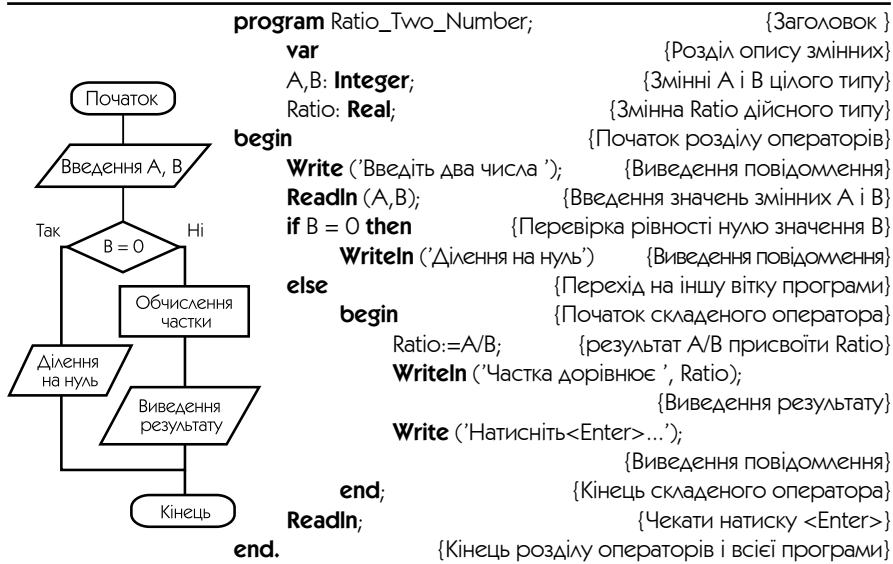 Початок
Введення A, B
Так
B = 0
Ні
Обчислення
частки
Ділення
на нуль
Виведення
результату
Кінець
program Ratio_Two_Number; {Заголовок }
var {Розділ опису змінних}
A,B: Integer; {Змінні A і B цілого типу}
Ratio: Real; {Змінна Ratio дійсного типу}
begin {Початок розділу операторів}
Write ('Введіть два числа '); {Виведення повідомлення}
Readln (A,B); {Введення значень змінних A і B}
if B = 0 then {Перевірка рівності нулю значення B}
Writeln ('Ділення на нуль') {Виведення повідомлення}
else {Перехід на іншу вітку програми}
begin {Початок складеного оператора}
Ratio:=A/B; {результат A/B присвоїти Ratio}
Writeln ('Частка дорівнює ', Ratio);
{Виведення результату}
Write ('Натисніть<Enter>...');
{Виведення повідомлення}
end; {Кінець складеного оператора}
Readln; {Чекати натиску <Enter>}
end. {Кінець розділу операторів і всієї програми}